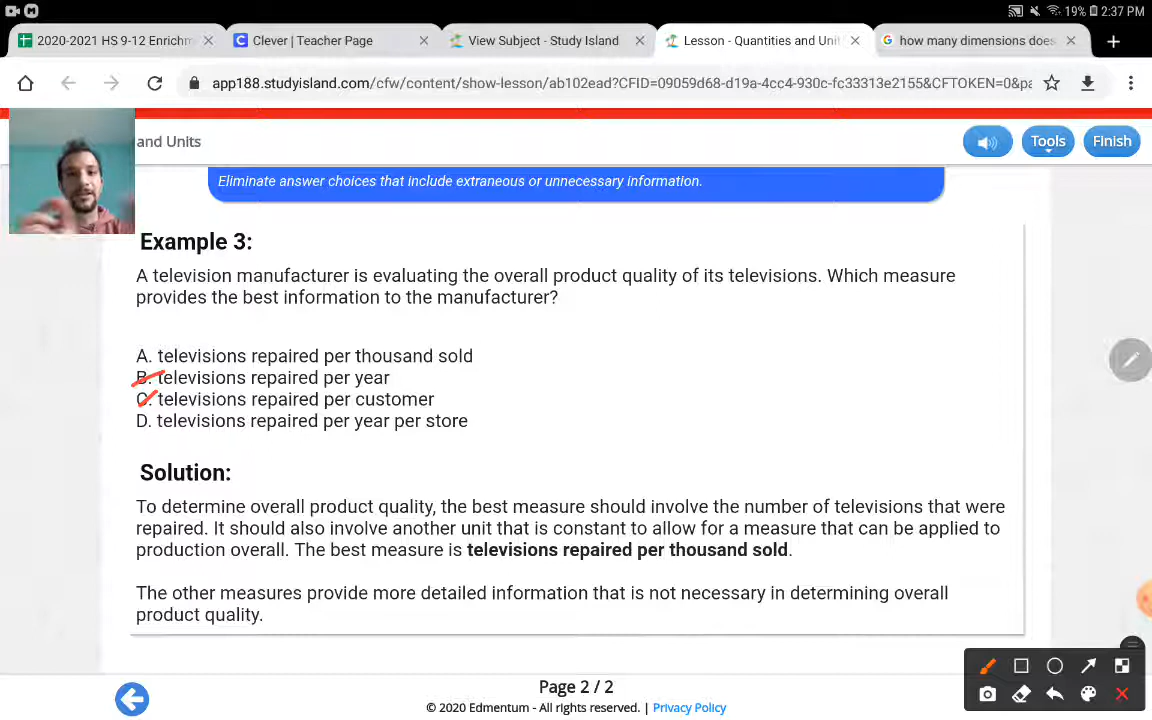 19% 2:37 PM
2020-2021 HS 9-12 Enrichm
Clever | Teacher Page
View Subject - Study Island
Lesson - Quantities and Unit
how many dimensions does
app188.studyisland.com/cfw/content/show-lesson/ab102ead?CFID=09059d68-d19a-4cc4-930c-fc33313e2155&CFTOKEN=0&pa
and Units
Tools
Finish
Eliminate answer choices that include extraneous or unnecessary information.
Example 3:
A television manufacturer is evaluating the overall product quality of its televisions. Which measure
provides the best information to the manufacturer?
A. televisions repaired per thousand sold
B. televisions repaired per year
C. televisions repaired per customer
D. televisions repaired per year per store
Solution:
To determine overall product quality, the best measure should involve the number of televisions that were
repaired. It should also involve another unit that is constant to allow for a measure that can be applied to
production overall. The best measure is televisions repaired per thousand sold.
The other measures provide more detailed information that is not necessary in determining overall
product quality.
Page 2 / 2
© 2020 Edmentum - All rights reserved. | Privacy Policy